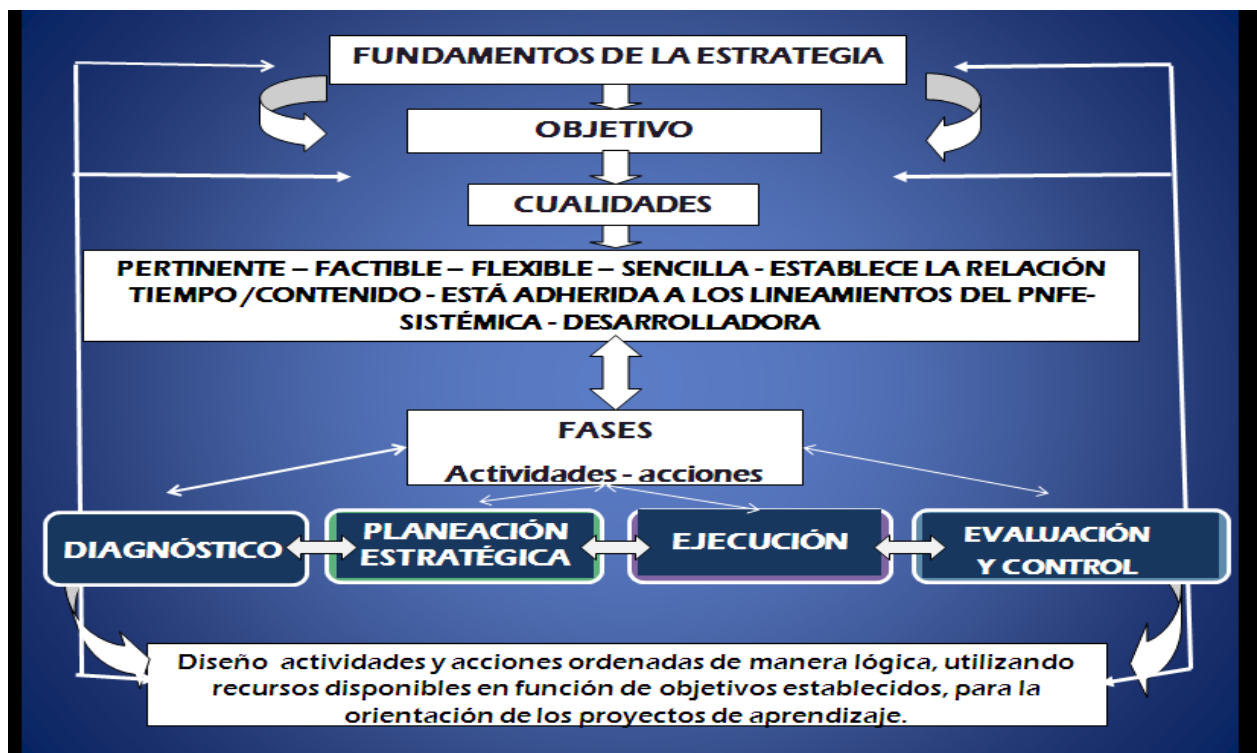 FUNDAMENTOS DE LA ESTRATEGIA
OBJETIVO
CUALIDADES
PERTINENTE – FACTIBLE – FLEXIBLE – SENCILLA - ESTABLECE LA RELACIÓN
TIEMPO /CONTENIDO - ESTÁ ADHERIDA A LOS LINEAMIENTOS DEL PNFE-
SISTÉMICA - DESARROLLADORA
FASES
Actividades - acciones
DIAGNÓSTICO
PLANEACIÓN
ESTRATÉGICA
EJECUCIÓN
EVALUACIÓN
Y CONTROL
Diseño actividades y acciones ordenadas de manera lógica, utilizando
recursos disponibles en función de objetivos establecidos, para la
orientación de los proyectos de aprendizaje.